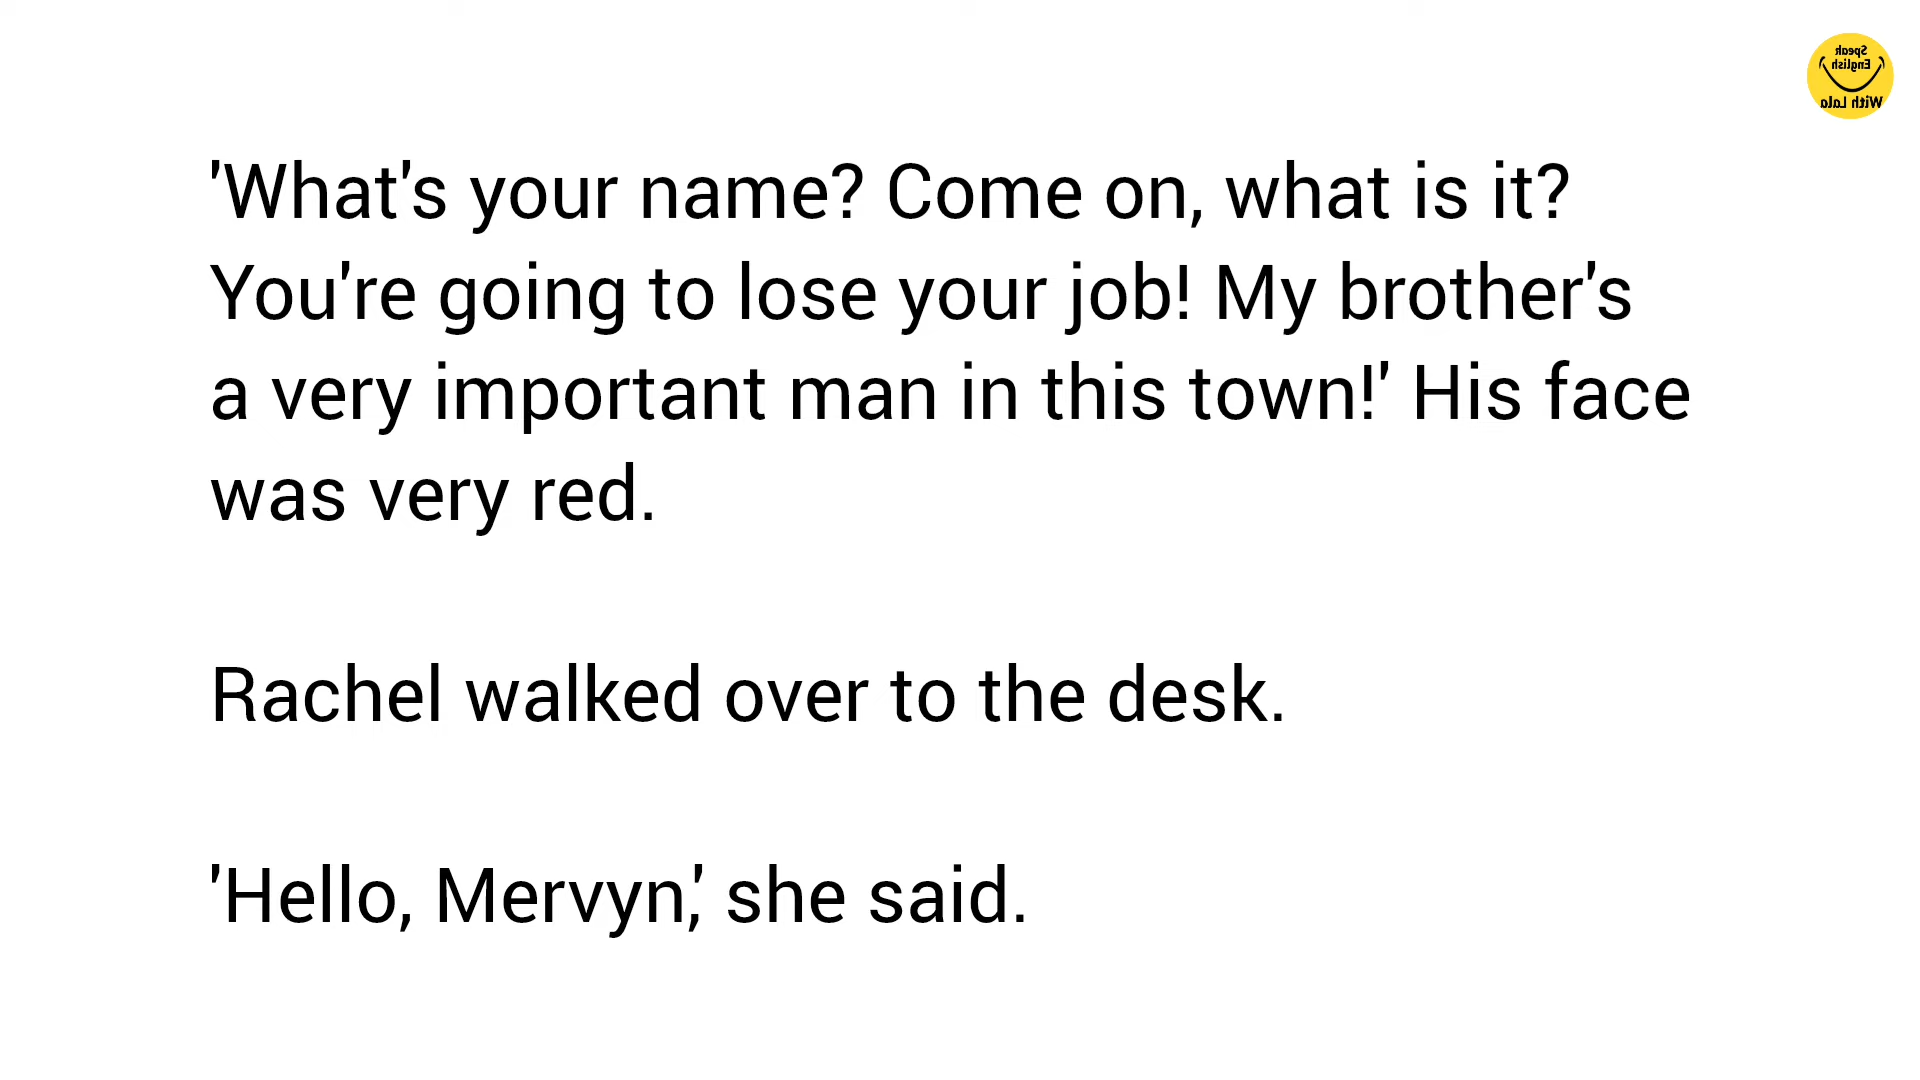 Speak
English
With Lala
'What's your name? Come on, what is it?
You're going to lose your job! My brother's
a very important man in this town!' His face
was very red.
Rachel walked over to the desk.
'Hello, Mervyn,' she said.